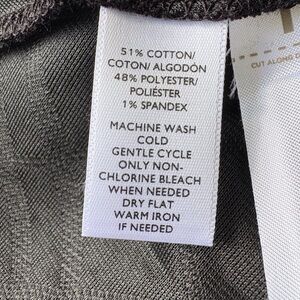 51% COTTON/
COTON/ ALGODÓN
48% POLYESTER/
POLIÉSTER
1% SPANDEX
MACHINE WASH
COLD
GENTLE CYCLE
ONLY NON-
CHLORINE BLEACH
WHEN NEEDED
DRY FLAT
WARM IRON
IF NEEDED
CUT ALONG